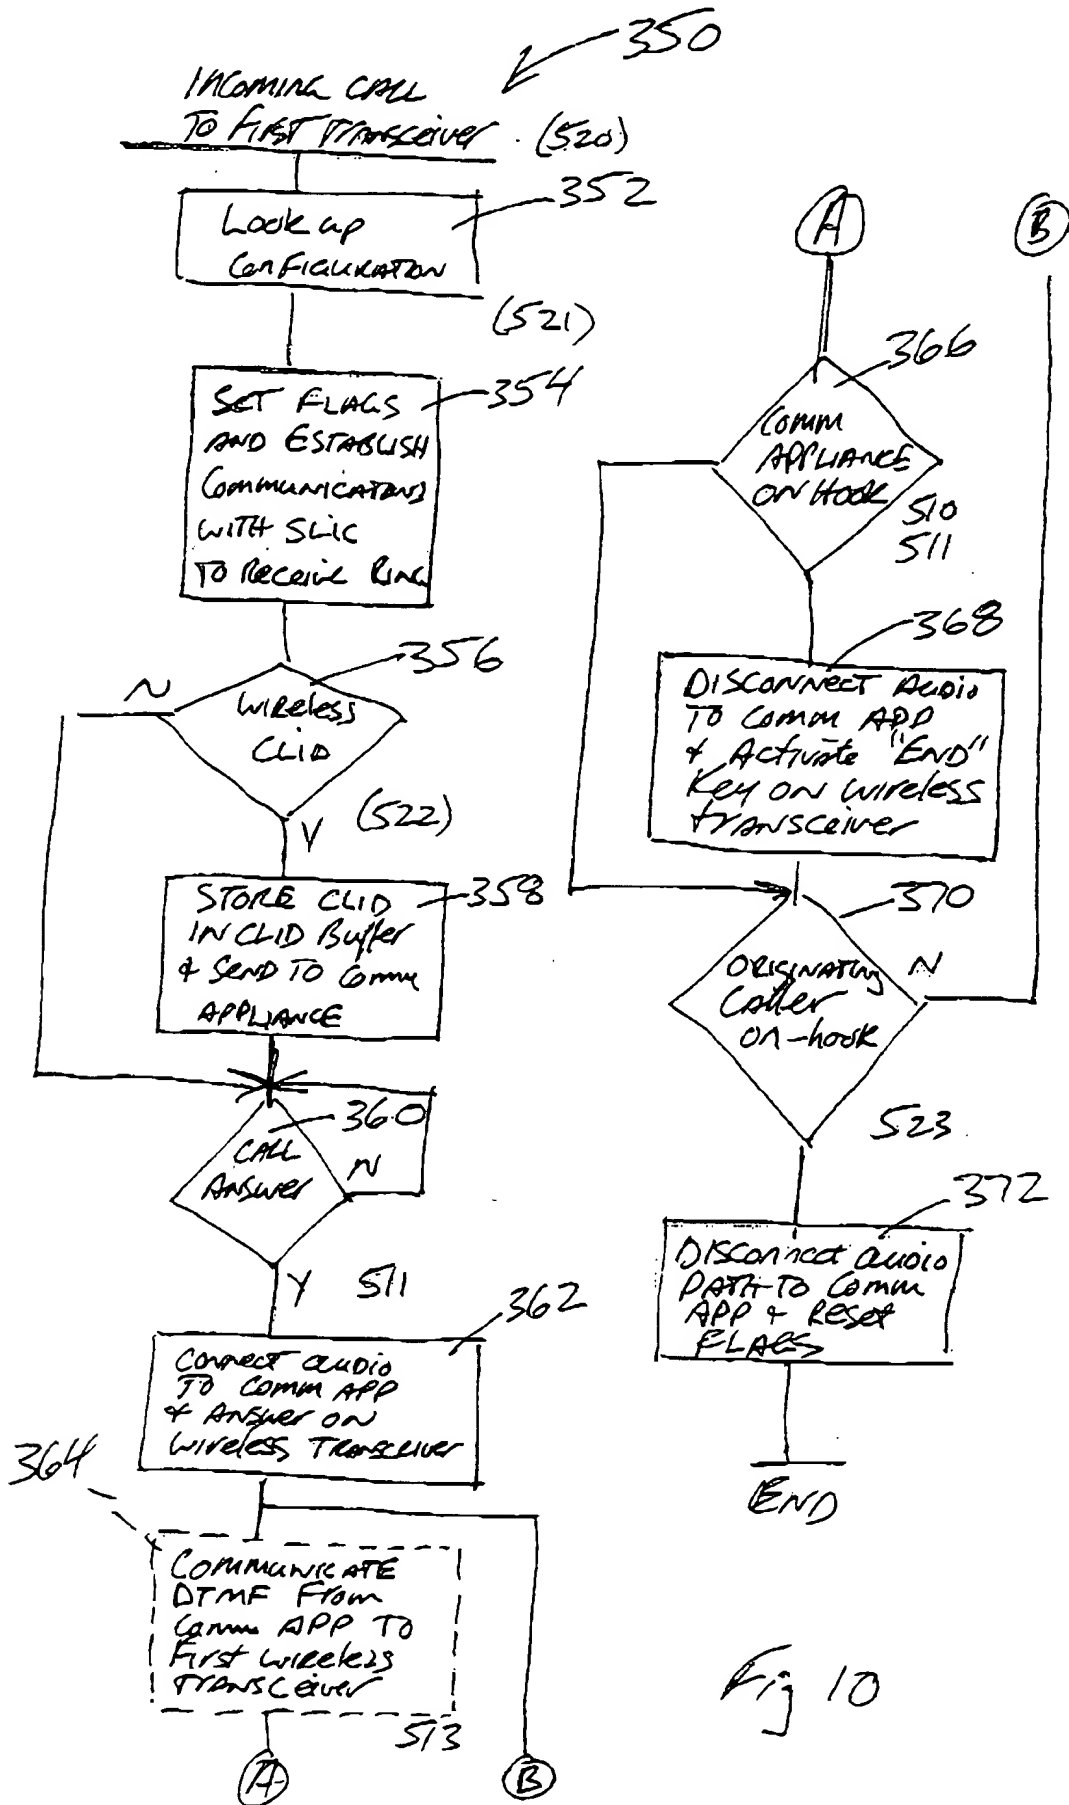 350
INCOMING CALL
TO FIRST TRANSCEIVER (520)
352
Look up
CONFIGURATION
(521)
354
SET FLAGS
AND ESTABLISH
COMMUNICATIONS
WITH SLIC
TO RECEIVE RING
356
N
WIRELESS
CLID
Y (522)
358
STORE CLID
IN CLID Buffer
& SEND TO Comm
APPLIANCE
360
CALL
ANSWER
N
Y 511
362
CONNECT AUDIO
TO COMM APP
& ANSWER ON
WIRELESS TRANSCEIVER
364
COMMUNICATE
DTMF From
Comm APP TO
First WIRELESS
TRANSCEIVER
513
A
B
A
B
366
COMM
APPLIANCE
ON HOOK
510
511
368
DISCONNECT AUDIO
TO COMM APP
& Activate "END"
Key ON WIRELESS
TRANSCEIVER
370
ORIGINATING
Caller
ON-hook
N
523
372
DISCONNECT AUDIO
PATH TO COMM
APP & RESET
FLAGS
END
Fig 10